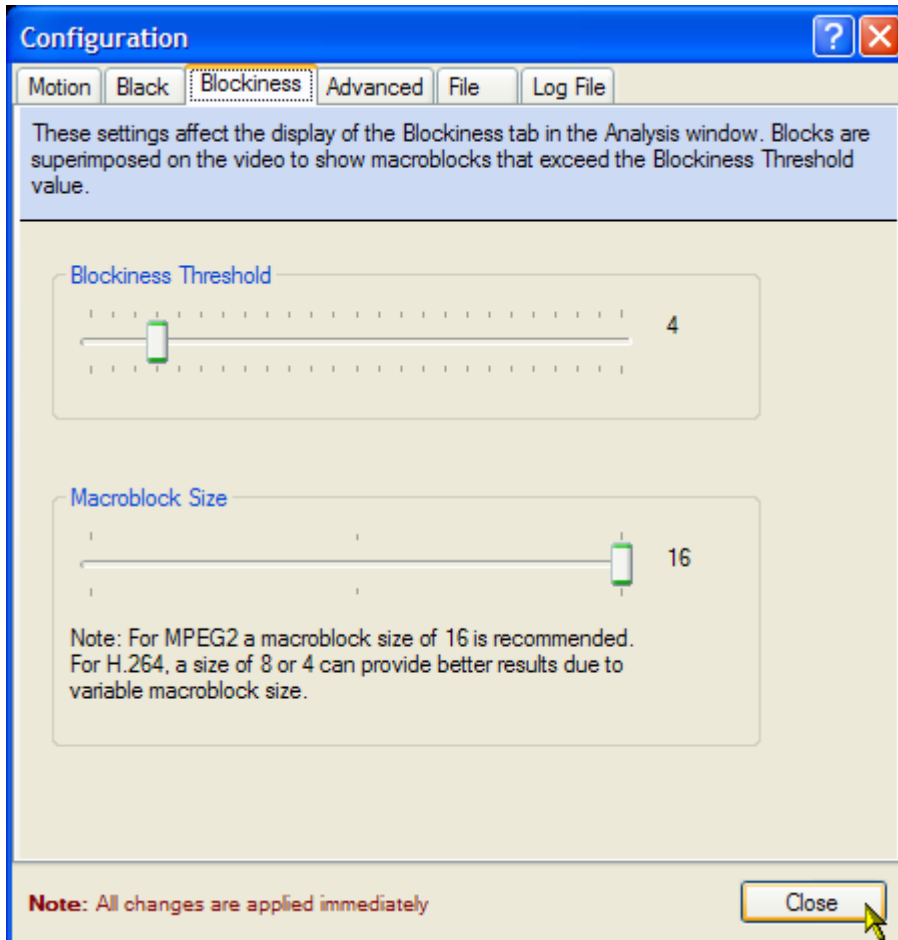 Configuration
Motion Black Blockiness Advanced File Log File
These settings affect the display of the Blockiness tab in the Analysis window. Blocks are
superimposed on the video to show macroblocks that exceed the Blockiness Threshold
value.
Blockiness Threshold
4
Macroblock Size
16
Note: For MPEG2 a macroblock size of 16 is recommended.
For H.264, a size of 8 or 4 can provide better results due to
variable macroblock size.
Note: All changes are applied immediately
Close